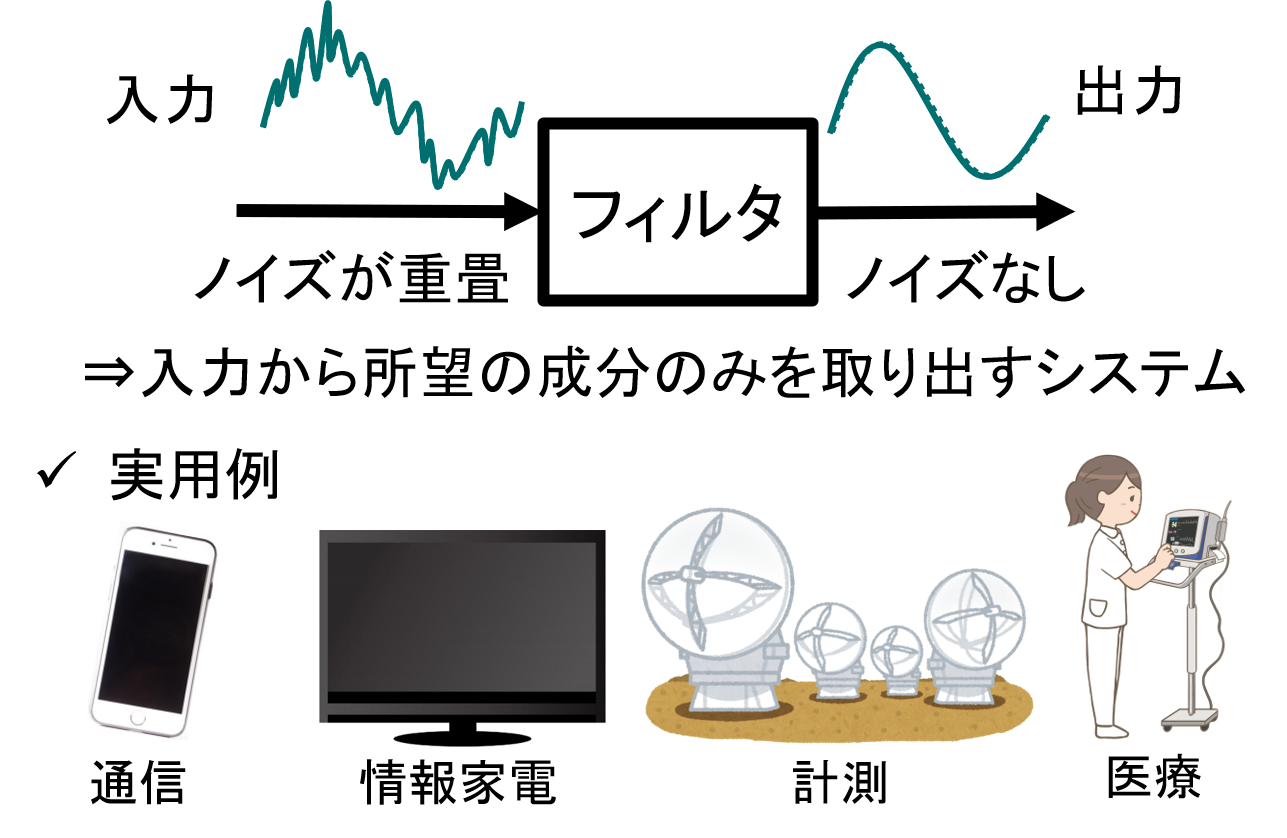 入力
出力
フィルタ
ノイズが重畳
ノイズなし
⇒入力から所望の成分のみを取り出すシステム
✓ 実用例
通信
情報家電
計測
医療